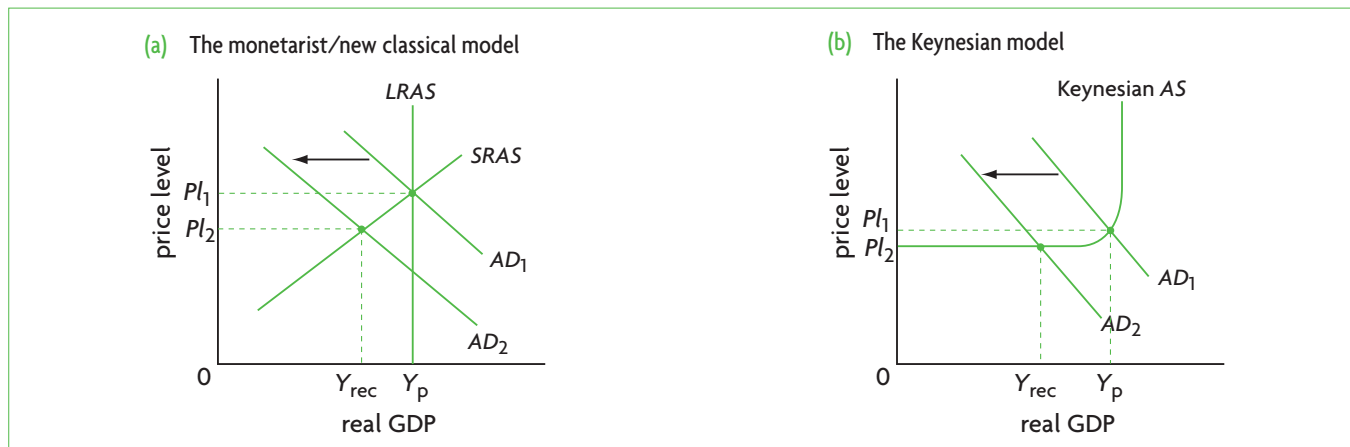 (a) The monetarist/new classical model
LRAS
SRAS
price level
Pl1
Pl2
AD1
AD2
0
Yrec
Yp
real GDP
(b) The Keynesian model
Keynesian AS
price level
Pl1
Pl2
AD1
AD2
0
Yrec
Yp
real GDP